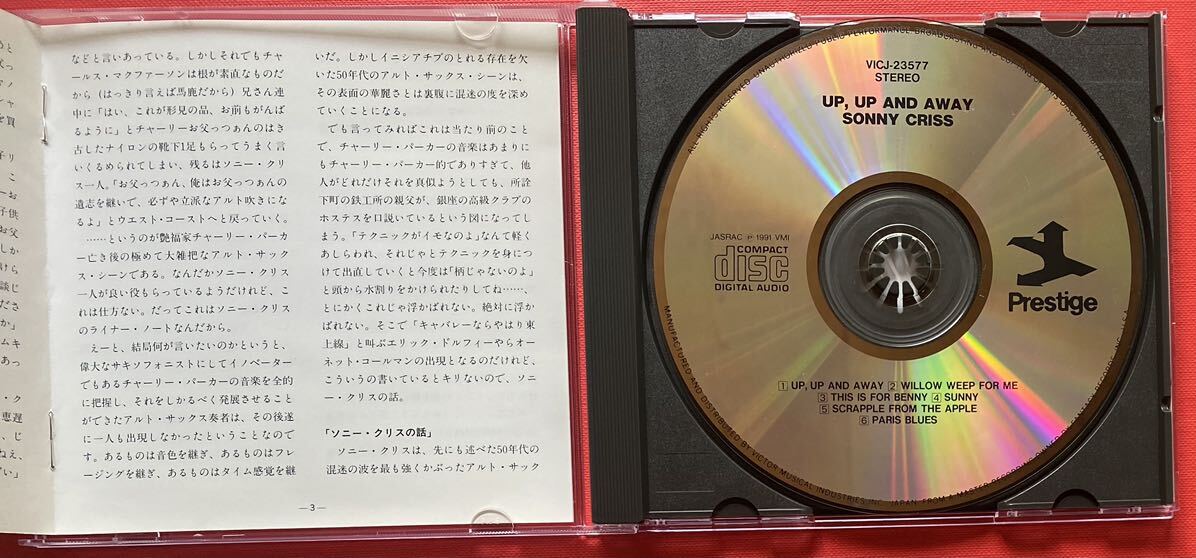 などと言いあっている。しかしそれでもチャ
ールス・マクファーソンは根が素直なものだ
から（はっきり言えば馬鹿だから）兄さん連
中に「はい、これが形見の品、お前もがんば
るように」とチャーリーお父っつぁんのはき
古したナイロンの靴下1足もらってうまく言
いくるめられてしまい、残るはソニー・クリ
ス一人。「お父っつぁん、俺はお父っつぁんの
遺志を継いで、必ずや立派なアルト吹きにな
るよ」とウエスト・コーストへ戻っていく。
……というのが艶福家チャーリー・パーカ
ー亡き後の極めて大雑把なアルト・サック
ス・シーンである。なんだかソニー・クリス
一人が良い役もらっているようだけれど、こ
れは仕方ない。だってこれはソニー・クリス
のライナー・ノートなんだから。
えーと、結局何が言いたいのかというと、
偉大なサキソフォニストにしてイノベーター
でもあるチャーリー・パーカーの音楽を全的
に把握し、それをしかるべく発展させること
ができたアルト・サックス奏者は、その後遂
に一人も出現しなかったということなので
す。あるものは音色を継ぎ、あるものはフレ
ージングを継ぎ、あるものはタイム感覚を継
いだ。しかしイニシアチブのとれる存在を欠
いた50年代のアルト・サックス・シーンは、
その表面の華麗さとは裏腹に混迷の度を深め
ていくことになる。
でも言ってみればこれは当たり前のこと
で、チャーリー・パーカーの音楽はあまりに
もチャーリー・パーカー的でありすぎて、他
人がどれだけそれを真似ようとしても、所詮
下町の鉄工所の親父が、銀座の高級クラブの
ホステスを口説いているという図になってし
まう。「テクニックがイモなのよ」なんて軽く
あしらわれ、それじゃとテクニックを身につ
けて出直していくと今度は「柄じゃないのよ」
と頭から水割りをかけられたりしてね……、
とにかくこれじゃ浮かばれない。絶対に浮か
ばれない。そこで「キャバレーならやはり東
上線」と叫ぶエリック・ドルフィーやらオー
ネット・コールマンの出現となるのだけれど、
こういうの書いているとキリないので、ソニ
ー・クリスの話。
「ソニー・クリスの話」
ソニー・クリスは、先にも述べた50年代の
混迷の波を最も強くかぶったアルト・サック
—3—
VICJ-23577
STEREO
UP, UP AND AWAY
SONNY CRISS
JASRAC ℗ 1991 VMI
COMPACT
disc
DIGITAL AUDIO
Prestige
1 UP, UP AND AWAY 2 WILLOW WEEP FOR ME
3 THIS IS FOR BENNY 4 SUNNY
5 SCRAPPLE FROM THE APPLE
6 PARIS BLUES
MANUFACTURED AND DISTRIBUTED BY VICTOR MUSICAL INDUSTRIES INC. JAPAN FROM